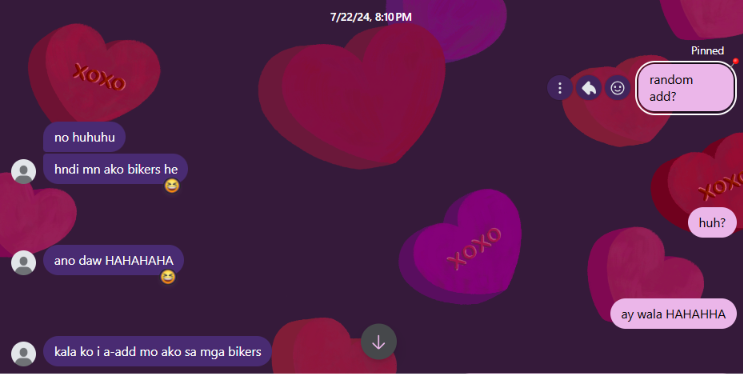 7/22/24, 8:10 PM
Pinned
random
add?
XOXO
no huhuhu
hndi mn ako bikers he
XOXO
huh?
XOXO
ano daw HAHAHAHA
ay wala HAHAHHA
kala ko i a-add mo ako sa mga bikers